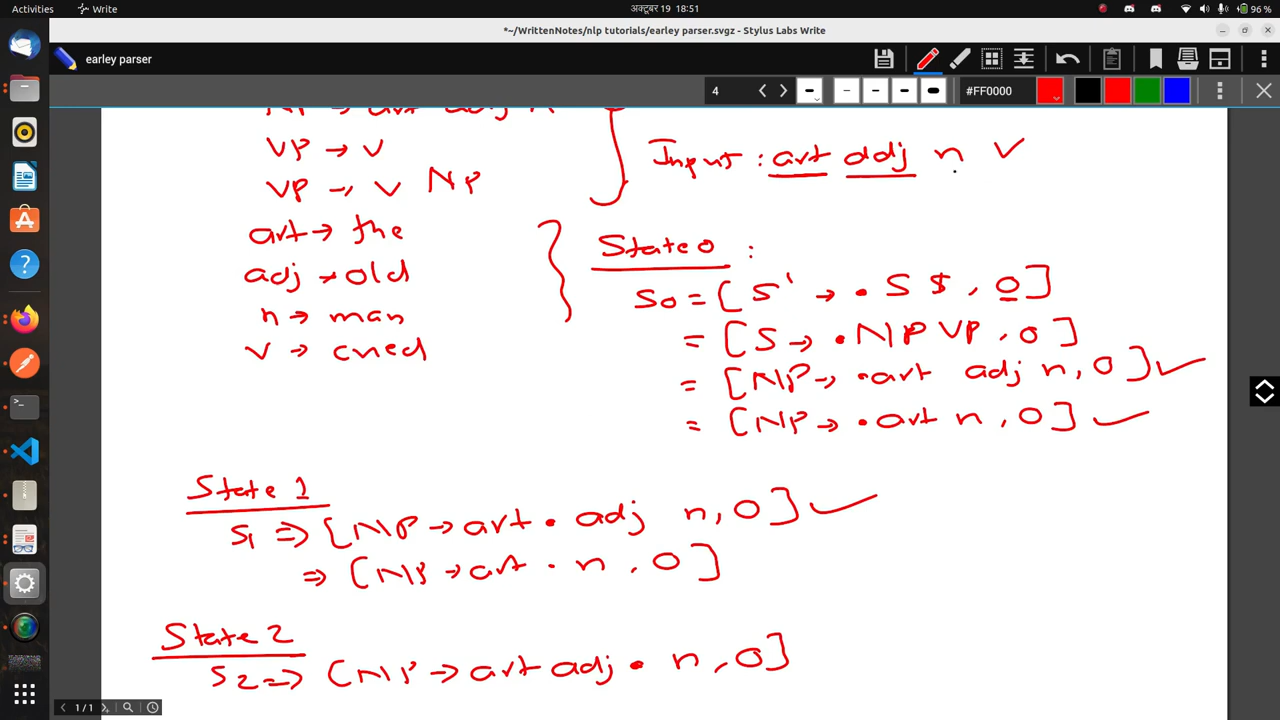 Activities
Write
अक्टूबर 19 18:51
96 %
*~/WrittenNotes/nlp tutorials/earley parser.svgz - Stylus Labs Write
earley parser
4
#FF0000
NP → art adj n
VP → v
VP → v NP
art → the
adj → old
n → man
v → cried
Input : art adj n v
State 0 :
S0 = [S' → • S $, 0]
= [S → • NP VP, 0]
= [NP → • art adj n, 0] ✓
= [NP → • art n, 0] ✓
State 1
S1 ⇒ [NP → art • adj n, 0] ✓
⇒ [NP → art • n, 0]
State 2
S2 ⇒ [NP → art adj • n, 0]
1/1